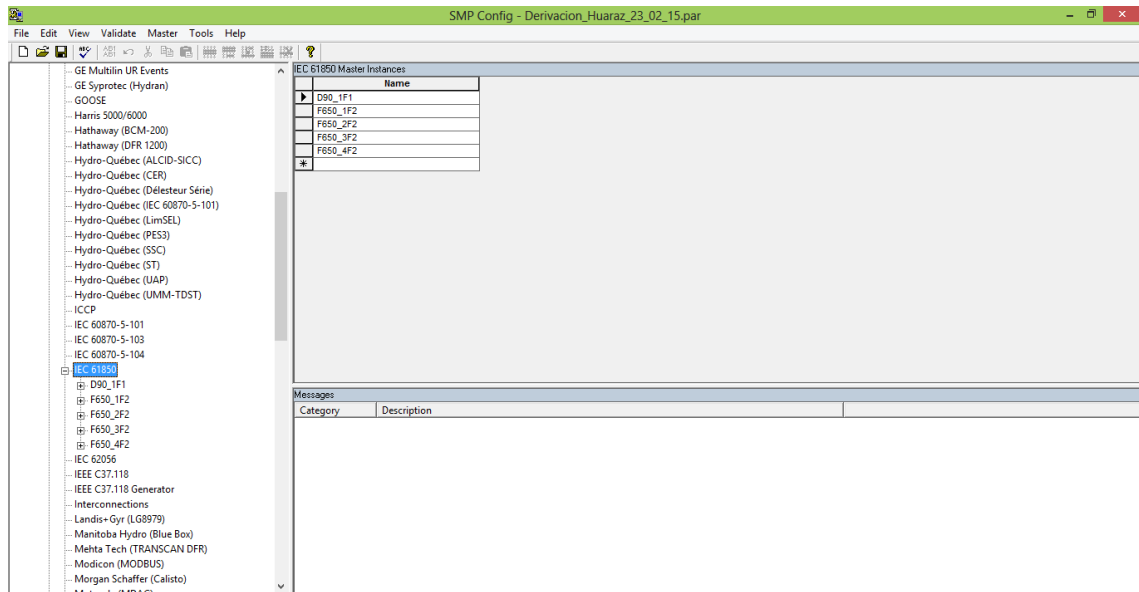 SMP Config - Derivacion_Huaraz_23_02_15.par
File Edit View Validate Master Tools Help
GE Multilin UR Events
GE Syprotec (Hydran)
GOOSE
Harris 5000/6000
Hathaway (BCM-200)
Hathaway (DFR 1200)
Hydro-Québec (ALCID-SICC)
Hydro-Québec (CER)
Hydro-Québec (Délesteur Série)
Hydro-Québec (IEC 60870-5-101)
Hydro-Québec (LimSEL)
Hydro-Québec (PES3)
Hydro-Québec (SSC)
Hydro-Québec (ST)
Hydro-Québec (UAP)
Hydro-Québec (UMM-TDST)
ICCP
IEC 60870-5-101
IEC 60870-5-103
IEC 60870-5-104
IEC 61850
D90_1F1
F650_1F2
F650_2F2
F650_3F2
F650_4F2
IEC 62056
IEEE C37.118
IEEE C37.118 Generator
Interconnections
Landis+Gyr (LG8979)
Manitoba Hydro (Blue Box)
Mehta Tech (TRANSCAN DFR)
Modicon (MODBUS)
Morgan Schaffer (Calisto)
IEC 61850 Master Instances
Name
D90_1F1
F650_1F2
F650_2F2
F650_3F2
F650_4F2
Messages
Category Description